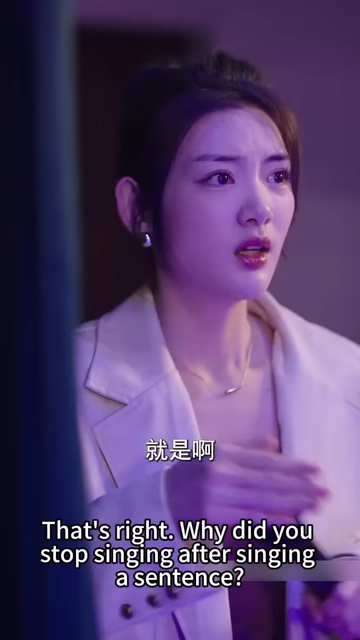 就是啊
That's right. Why did you
stop singing after singing
a sentence?